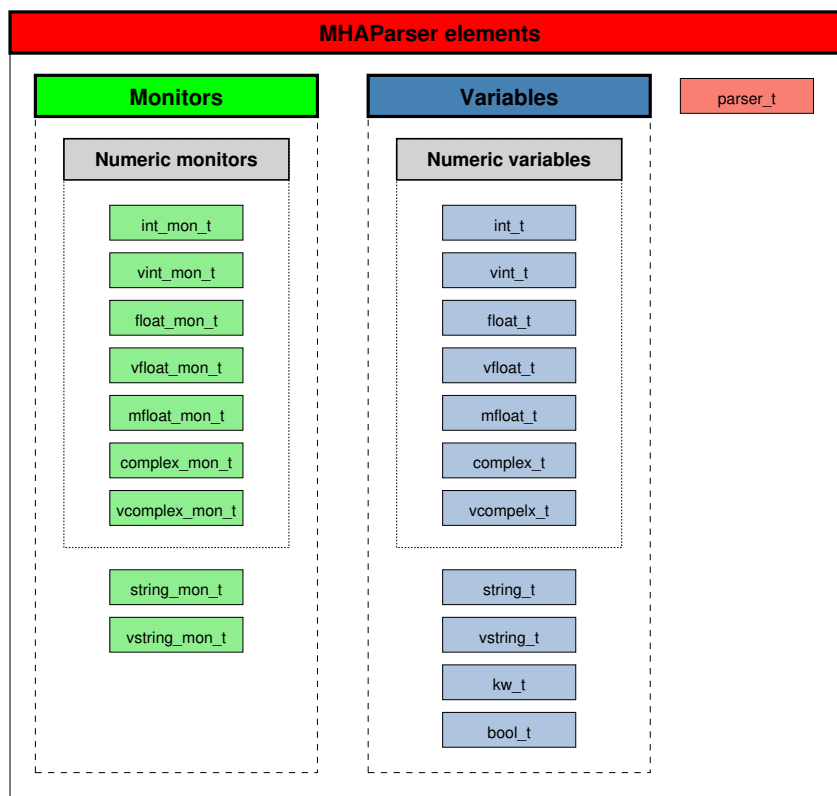 MHAParser elements
Monitors
Numeric monitors
int_mon_t
vint_mon_t
float_mon_t
vfloat_mon_t
mfloat_mon_t
complex_mon_t
vcomplex_mon_t
string_mon_t
vstring_mon_t
Variables
Numeric variables
int_t
vint_t
float_t
vfloat_t
mfloat_t
complex_t
vcompelx_t
string_t
vstring_t
kw_t
bool_t
parser_t